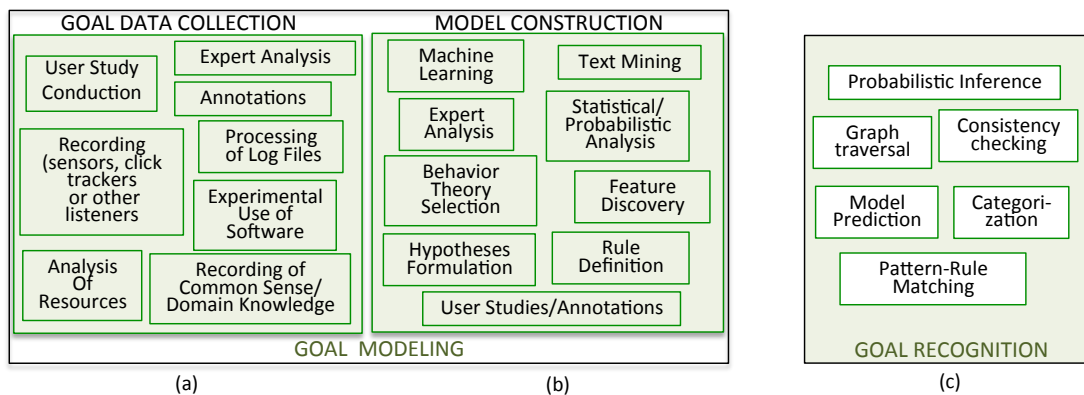 GOAL DATA COLLECTION
User Study
Conduction
Expert Analysis
Annotations
Recording
(sensors, click
trackers
or other
listeners
Processing
of Log Files
Experimental
Use of
Software
Analysis
Of
Resources
Recording of
Common Sense/
Domain Knowledge
MODEL CONSTRUCTION
Machine
Learning
Text Mining
Expert
Analysis
Statistical/
Probabilistic
Analysis
Behavior
Theory
Selection
Feature
Discovery
Hypotheses
Formulation
Rule
Definition
User Studies/Annotations
GOAL MODELING
(a)
(b)
Probabilistic Inference
Graph
traversal
Consistency
checking
Model
Prediction
Categori-
zation
Pattern-Rule
Matching
GOAL RECOGNITION
(c)